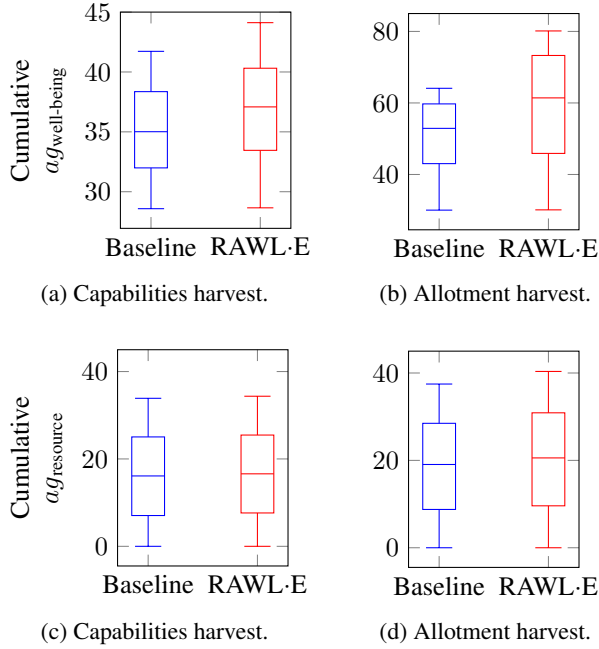 45
40
35
30
Cumulative
ag_well-being
Baseline RAWL·E
(a) Capabilities harvest.
80
60
40
Baseline RAWL·E
(b) Allotment harvest.
40
20
0
Cumulative
ag_resource
Baseline RAWL·E
(c) Capabilities harvest.
40
20
0
Baseline RAWL·E
(d) Allotment harvest.